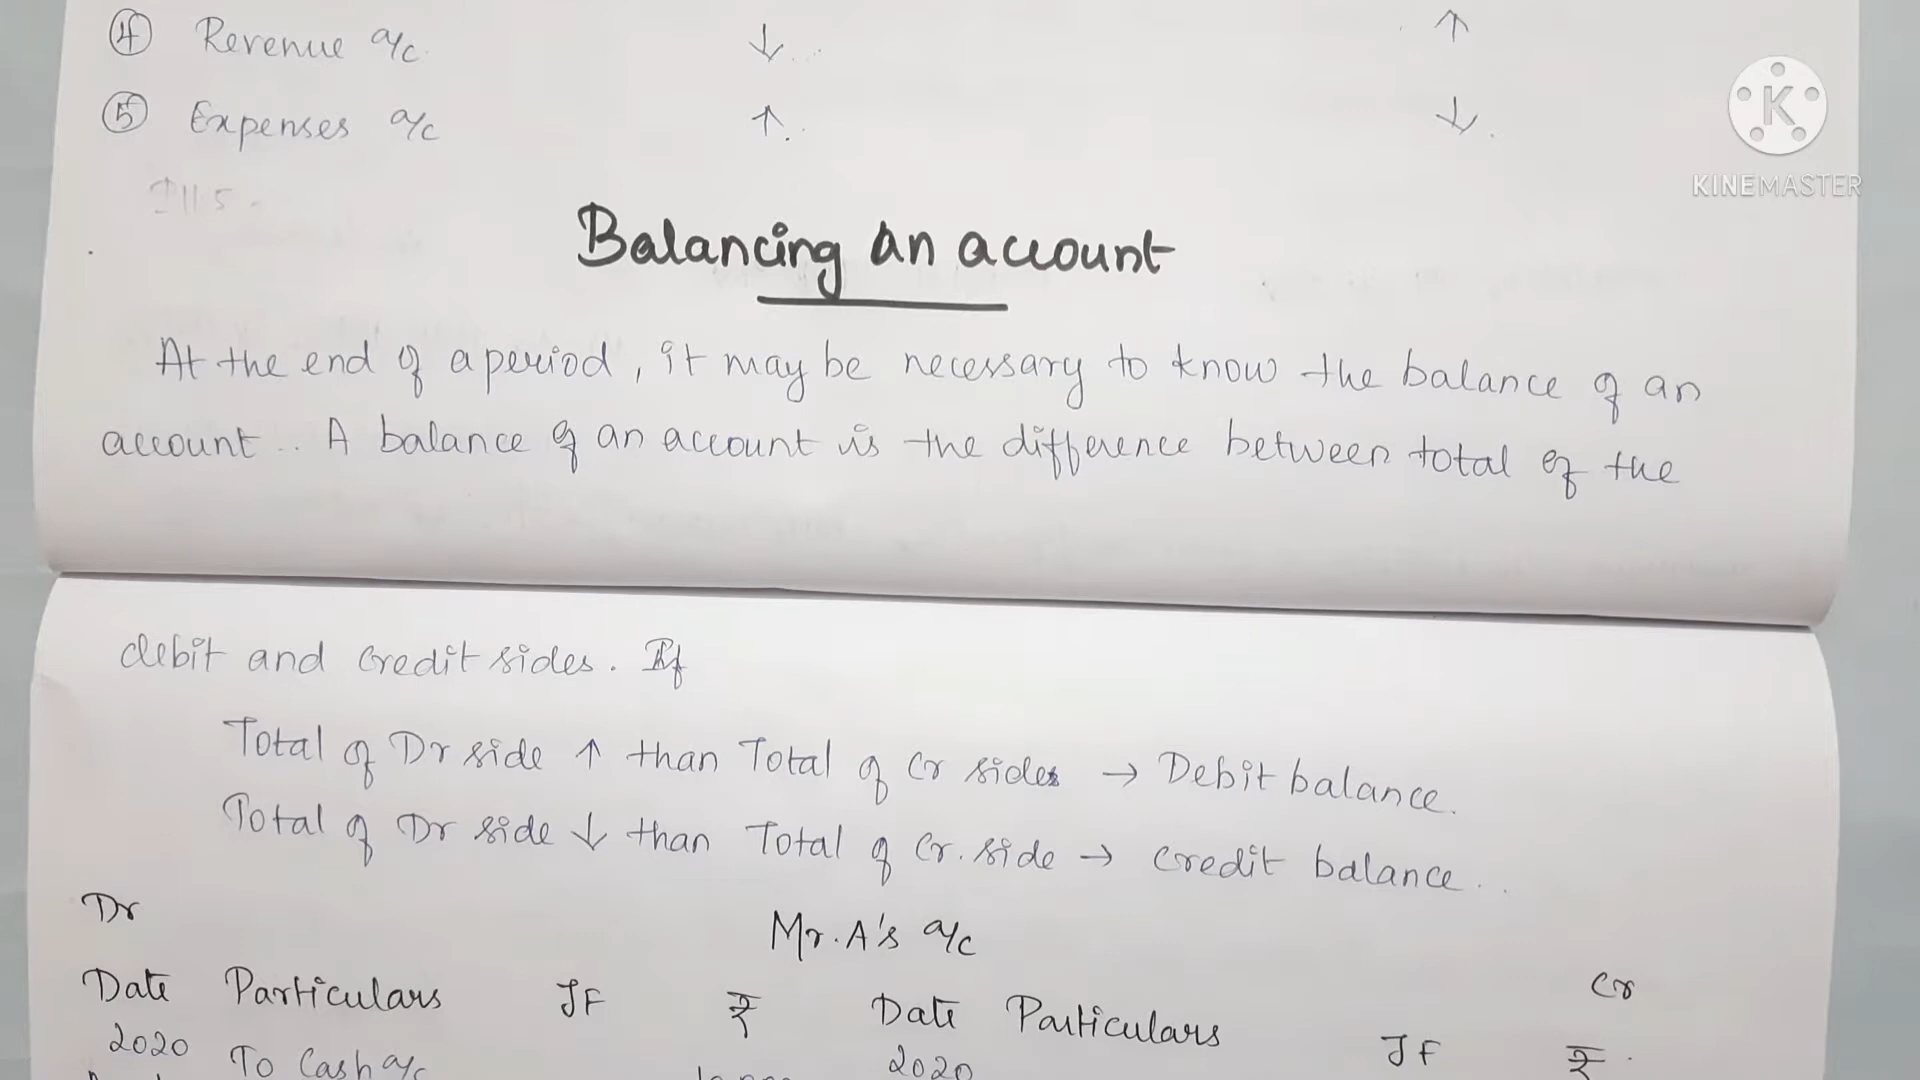 ④ Revenue a/c ↓ ↑
⑤ Expenses a/c ↑ ↓
K
KINEMASTER
Balancing an account
At the end of a period, it may be necessary to know the balance of an
account.. A balance of an account is the difference between total of the
debit and credit sides. If
Total of Dr side ↑ than Total of Cr sides → Debit balance.
Total of Dr side ↓ than Total of Cr. side → credit balance..
Dr Mr. A's a/c Cr
Date Particulars JF ₹ Date Particulars JF ₹
2020 To Cash a/c 2020